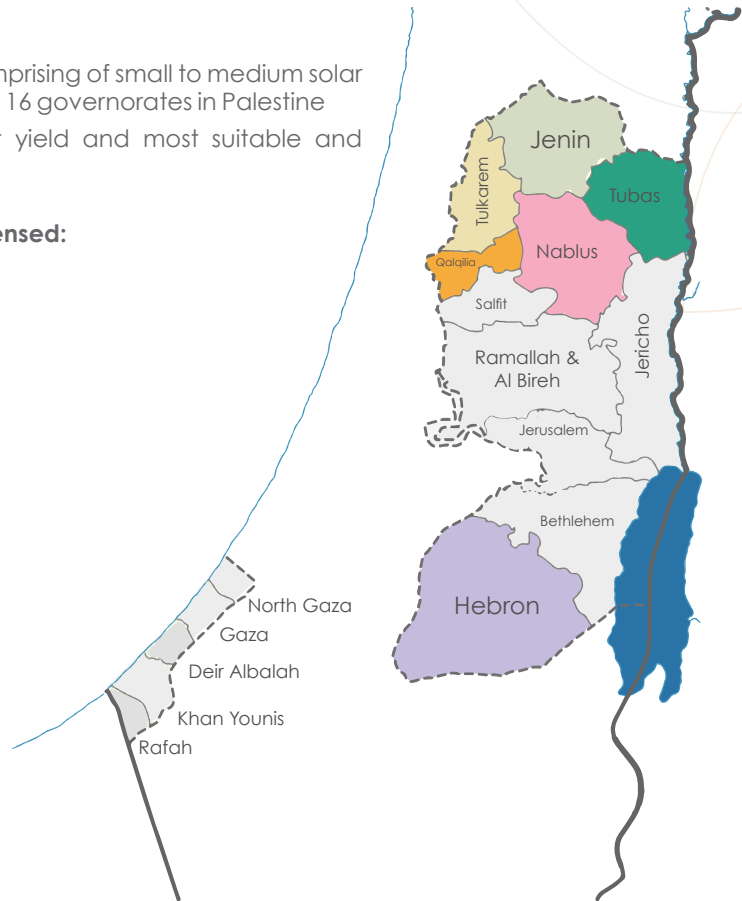 mprising of small to medium solar
16 governorates in Palestine
yield and most suitable and
ensed:
Jenin
Tulkarem
Tubas
Nablus
Qalqilia
Salfit
Jericho
Ramallah &
Al Bireh
Jerusalem
Bethlehem
Hebron
North Gaza
Gaza
Deir Albalah
Khan Younis
Rafah